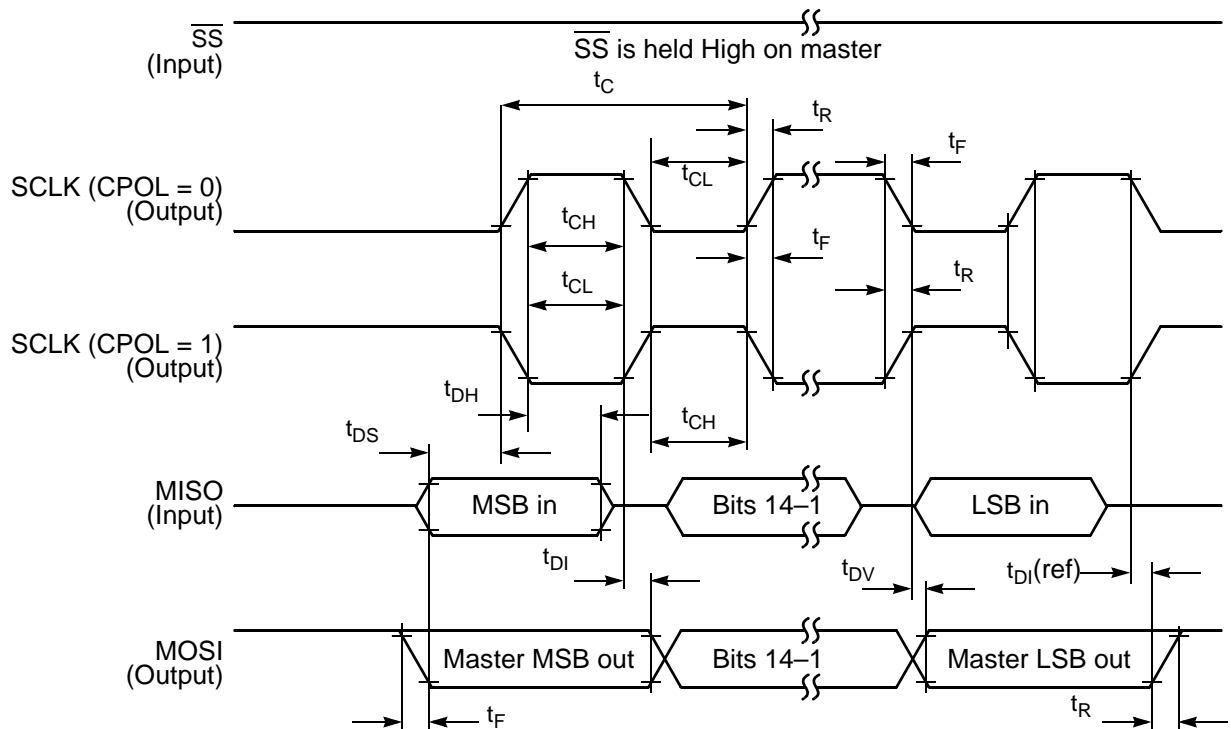 SS
(Input)
SS is held High on master
tC
tR
tF
SCLK (CPOL = 0)
(Output)
tCL
tCH
tF
tCL
tR
SCLK (CPOL = 1)
(Output)
tDH
tCH
tDS
MISO
(Input)
MSB in
Bits 14–1
LSB in
tDI
tDV
tDI(ref)
MOSI
(Output)
Master MSB out
Bits 14–1
Master LSB out
tF
tR